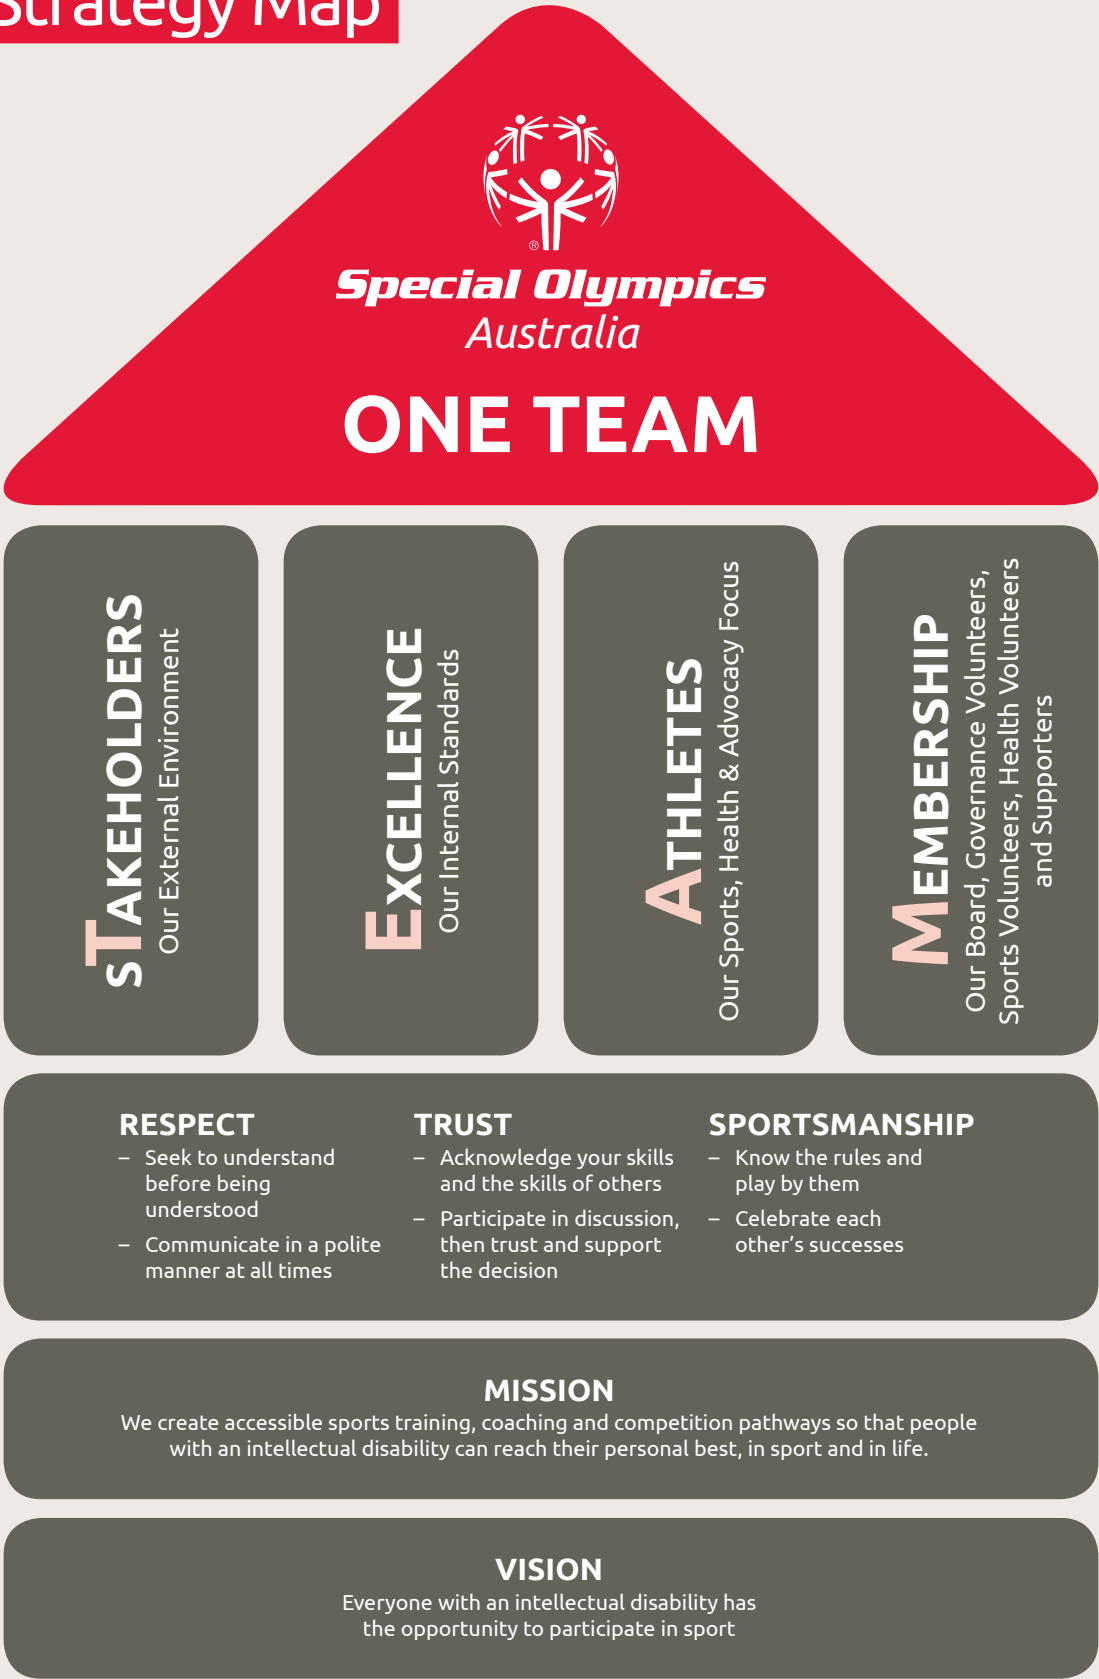 Strategy Map
®
Special Olympics
Australia
ONE TEAM
STAKEHOLDERS
Our External Environment
EXCELLENCE
Our Internal Standards
ATHLETES
Our Sports, Health & Advocacy Focus
MEMBERSHIP
Our Board, Governance Volunteers,
Sports Volunteers, Health Volunteers
and Supporters
RESPECT
– Seek to understand
before being
understood
– Communicate in a polite
manner at all times
TRUST
– Acknowledge your skills
and the skills of others
– Participate in discussion,
then trust and support
the decision
SPORTSMANSHIP
– Know the rules and
play by them
– Celebrate each
other’s successes
MISSION
We create accessible sports training, coaching and competition pathways so that people
with an intellectual disability can reach their personal best, in sport and in life.
VISION
Everyone with an intellectual disability has
the opportunity to participate in sport